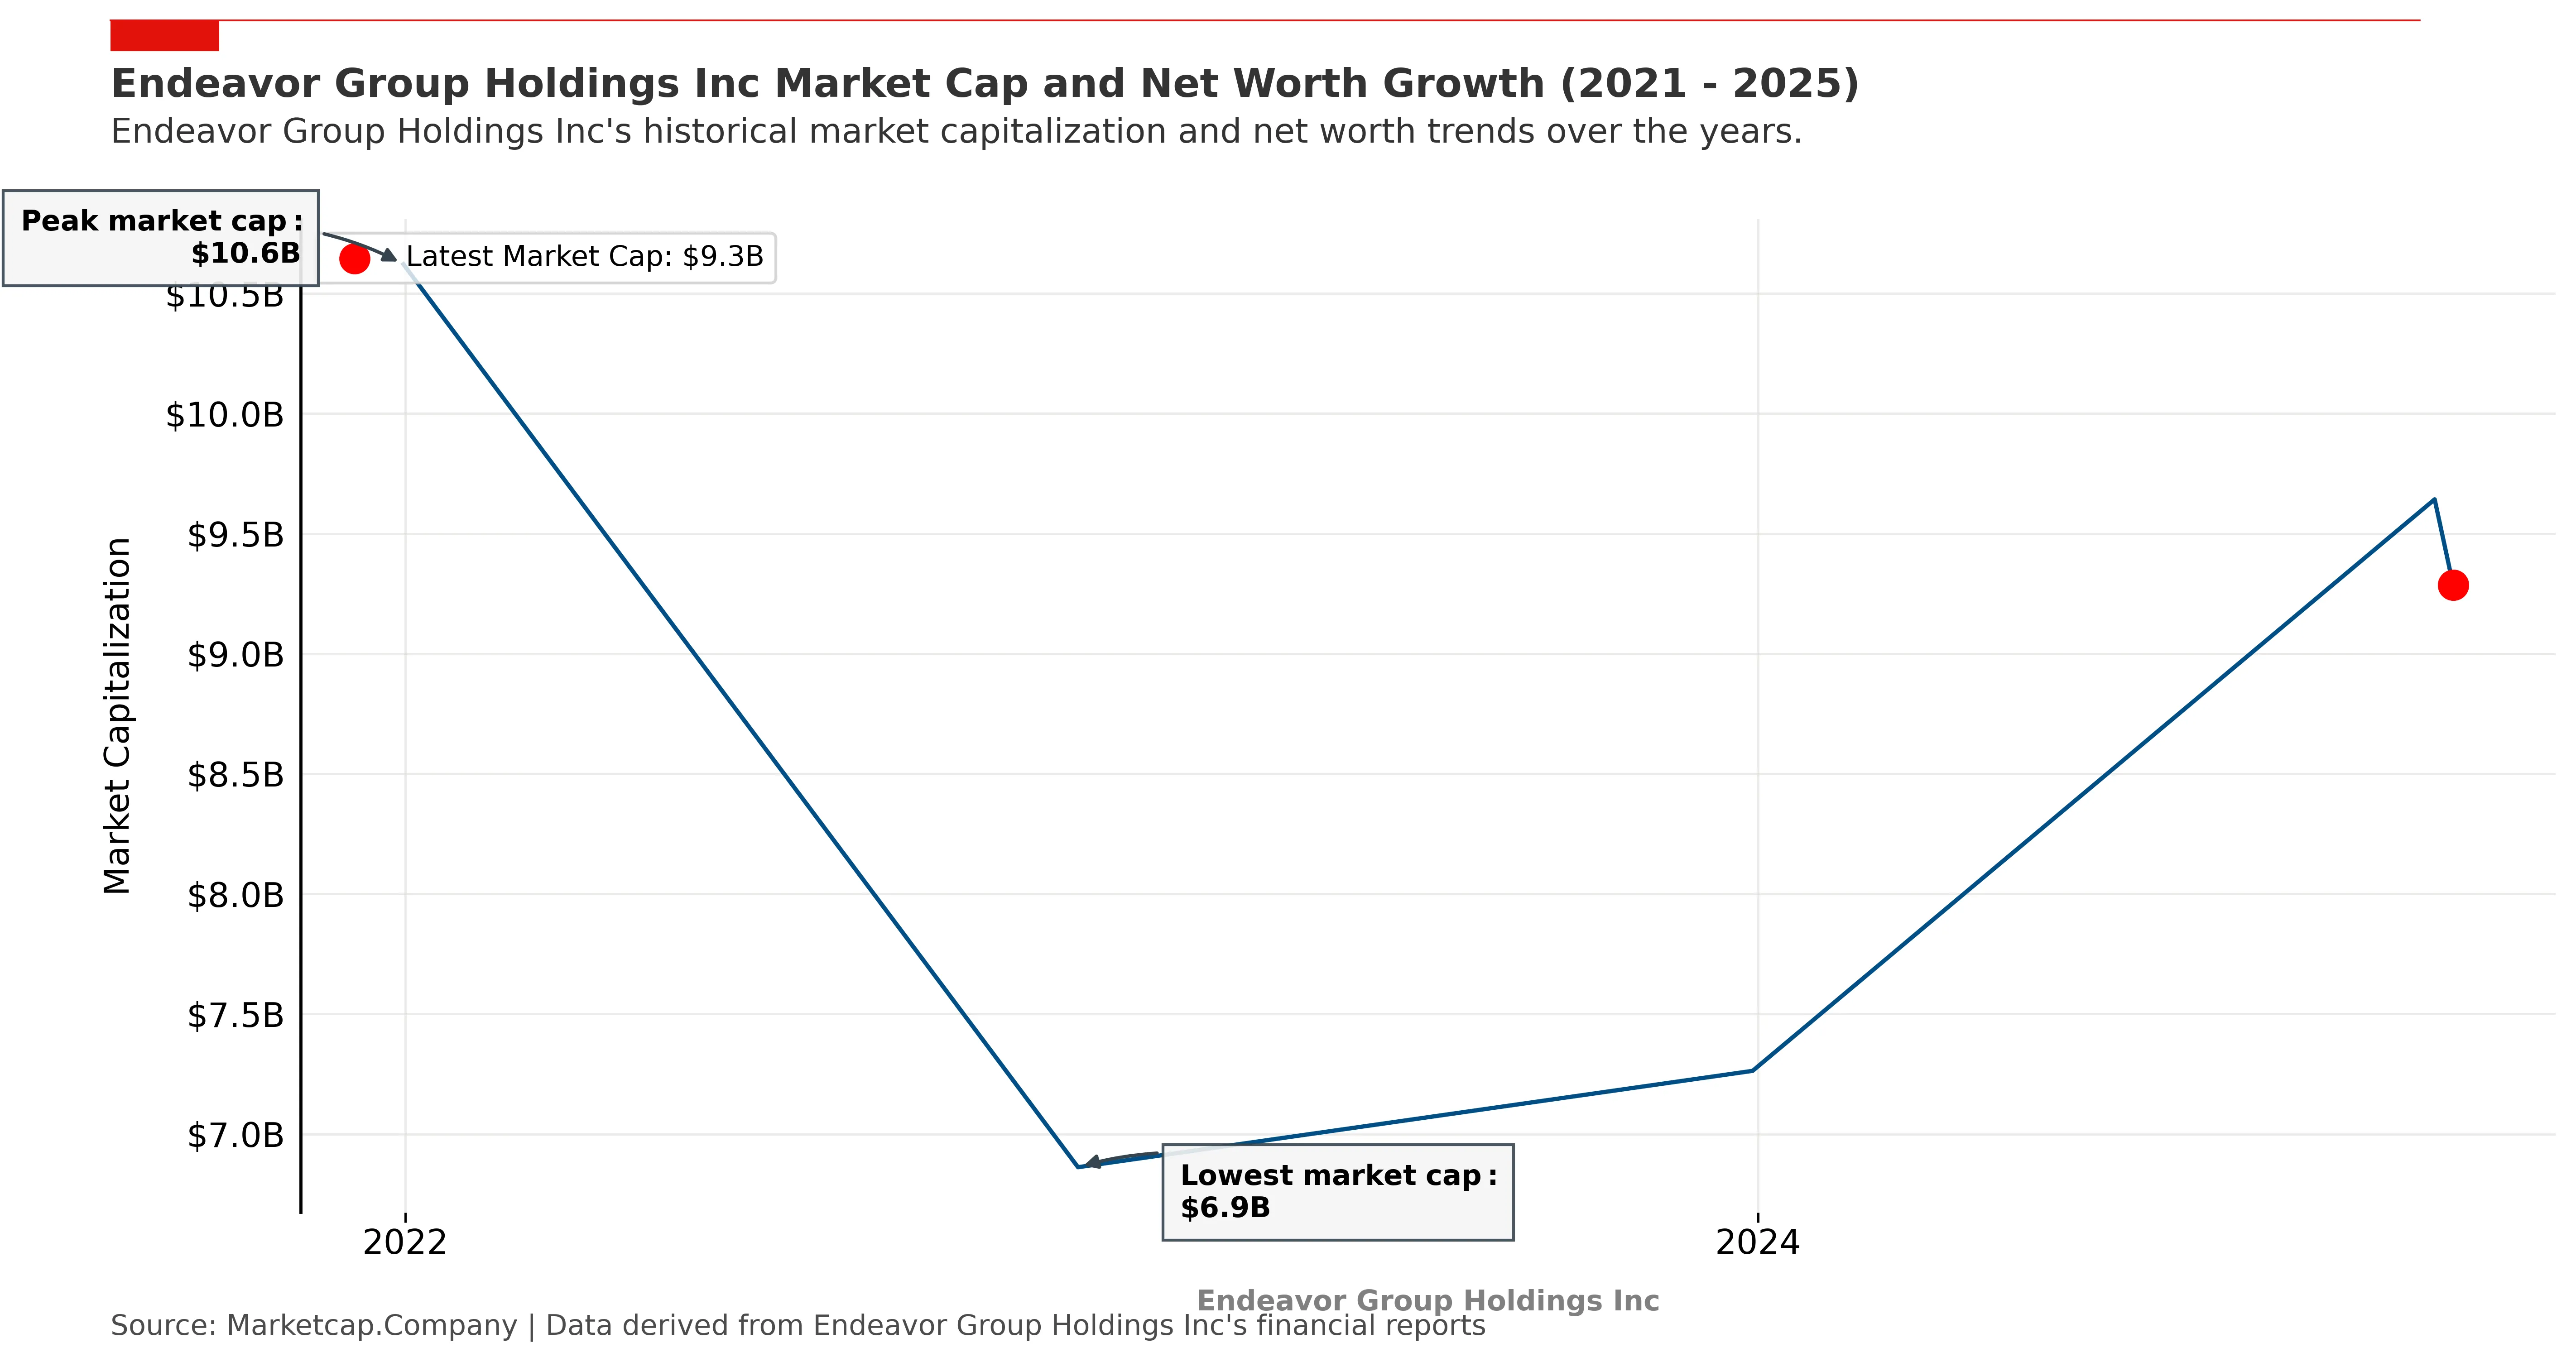 Endeavor Group Holdings Inc Market Cap and Net Worth Growth (2021 - 2025)
Endeavor Group Holdings Inc's historical market capitalization and net worth trends over the years.
Peak market cap:
$10.6B
Latest Market Cap: $9.3B
$10.5B
$10.0B
$9.5B
$9.0B
$8.5B
$8.0B
$7.5B
$7.0B
Market Capitalization
Lowest market cap:
$6.9B
2022
2024
Endeavor Group Holdings Inc
Source: Marketcap.Company | Data derived from Endeavor Group Holdings Inc's financial reports